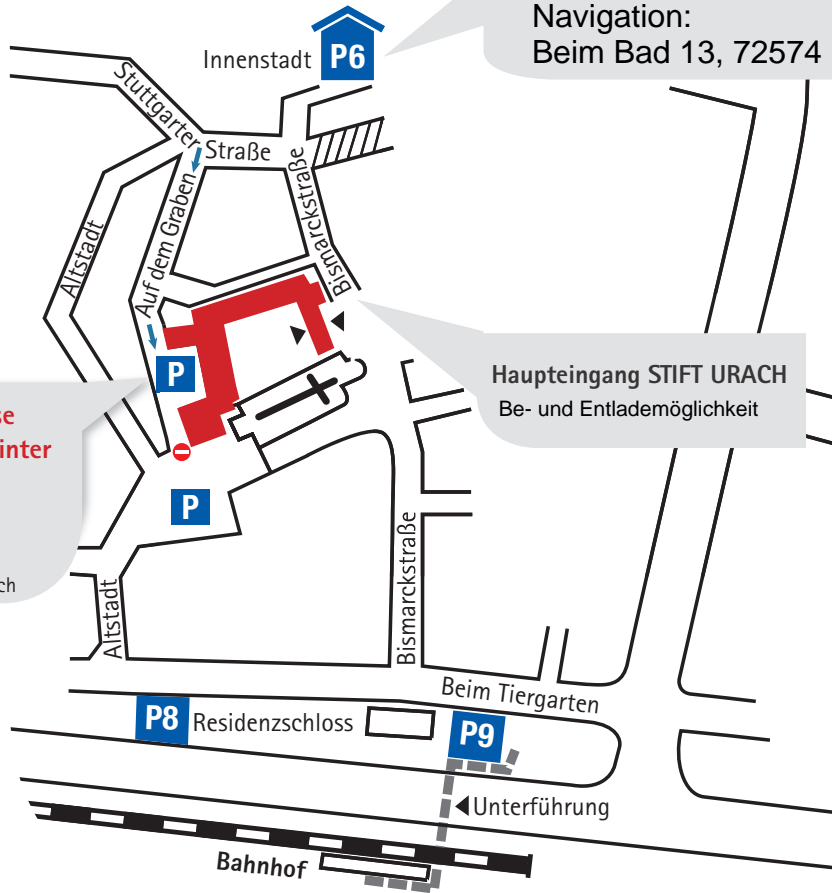 Navigation:
Beim Bad 13, 72574
Innenstadt
P6
Stuttgarter Straße
Bismarckstraße
Auf dem Graben
Altstadt
P
Haupteingang STIFT URACH
Be- und Entlademöglichkeit
P
Bismarckstraße
Altstadt
Beim Tiergarten
P8 Residenzschloss
P9
Unterführung
Bahnhof